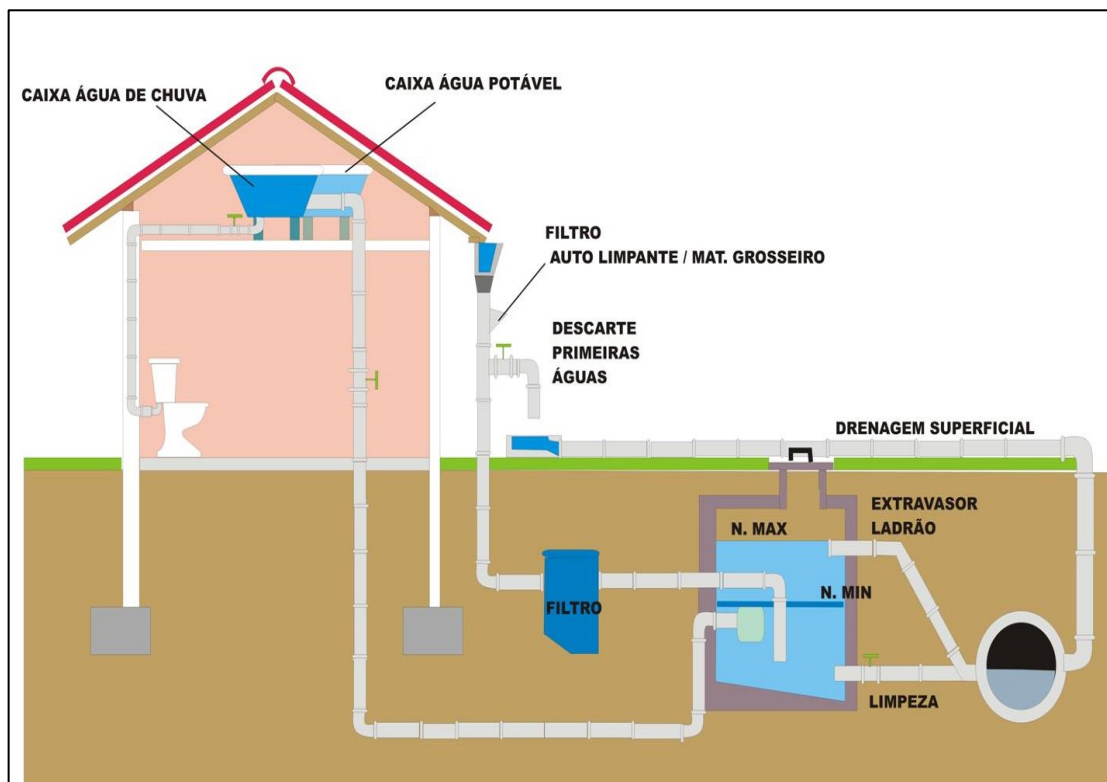 CAIXA ÁGUA DE CHUVA
CAIXA ÁGUA POTÁVEL
FILTRO
AUTO LIMPANTE / MAT. GROSSEIRO
DESCARTE
PRIMEIRAS
ÁGUAS
DRENAGEM SUPERFICIAL
EXTRAVASOR
LADRÃO
N. MAX
N. MIN
FILTRO
LIMPEZA